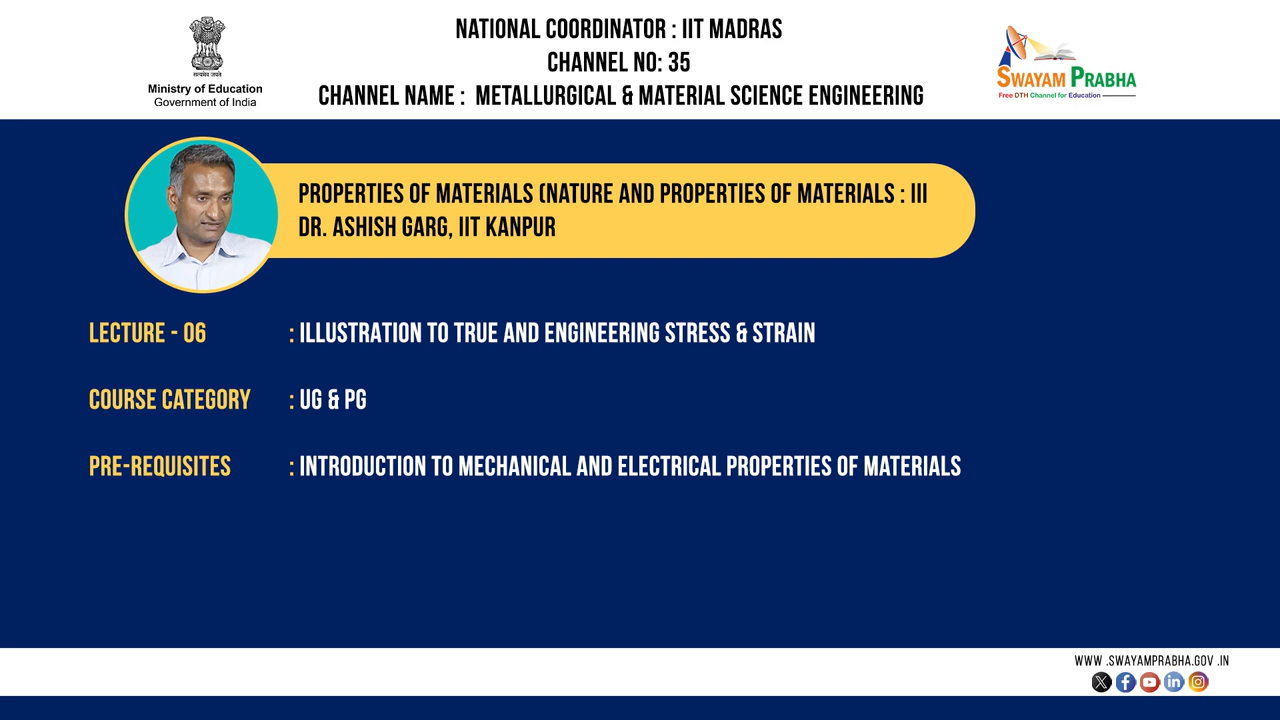 NATIONAL COORDINATOR : IIT MADRAS
CHANNEL NO: 35
CHANNEL NAME : METALLURGICAL & MATERIAL SCIENCE ENGINEERING
सत्यमेव जयते
Ministry of Education
Government of India
SWAYAM PRABHA
Free DTH Channel for Education
PROPERTIES OF MATERIALS (NATURE AND PROPERTIES OF MATERIALS : III
DR. ASHISH GARG, IIT KANPUR
LECTURE - 06 : ILLUSTRATION TO TRUE AND ENGINEERING STRESS & STRAIN
COURSE CATEGORY : UG & PG
PRE-REQUISITES : INTRODUCTION TO MECHANICAL AND ELECTRICAL PROPERTIES OF MATERIALS
WWW .SWAYAMPRABHA.GOV .IN